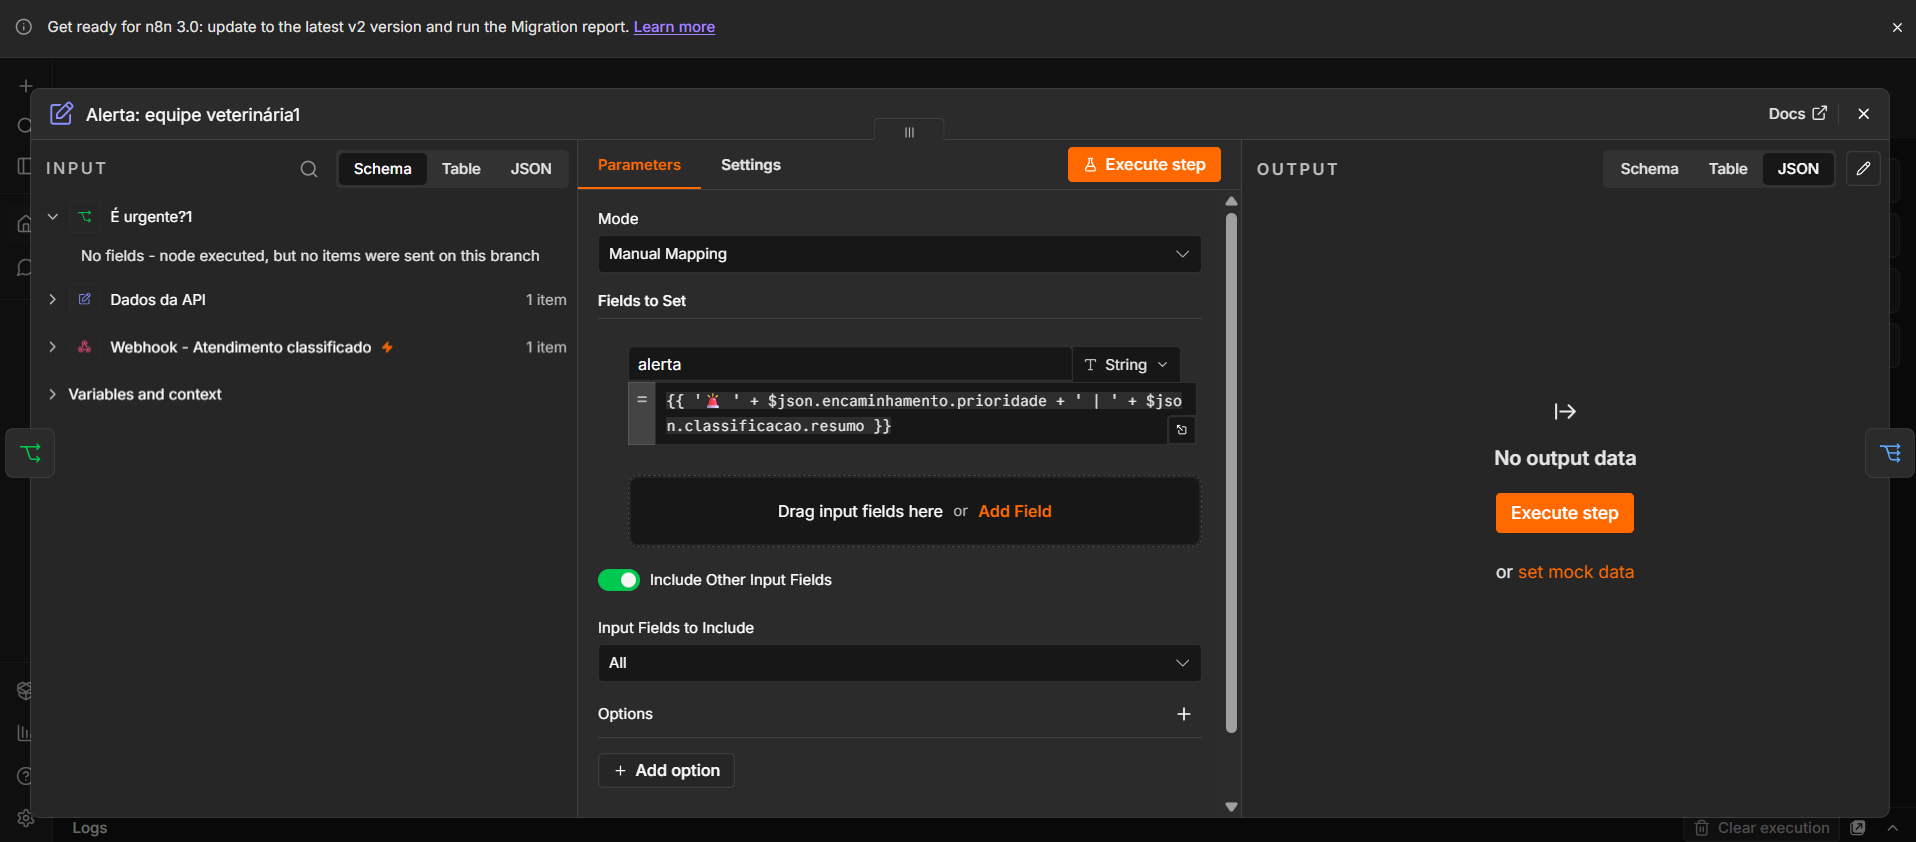 Get ready for n8n 3.0: update to the latest v2 version and run the Migration report. Learn more
Alerta: equipe veterinária1
Docs
INPUT
Schema
Table
JSON
É urgente?1
No fields - node executed, but no items were sent on this branch
Dados da API
1 item
Webhook - Atendimento classificado
1 item
Variables and context
Parameters
Settings
Execute step
Mode
Manual Mapping
Fields to Set
alerta
T String
=
{{ '🚨 ' + $json.encaminhamento.prioridade + ' | ' + $jso
n.classificacao.resumo }}
Drag input fields here or Add Field
Include Other Input Fields
Input Fields to Include
All
Options
+ Add option
OUTPUT
Schema
Table
JSON
No output data
Execute step
or set mock data
Logs
Clear execution